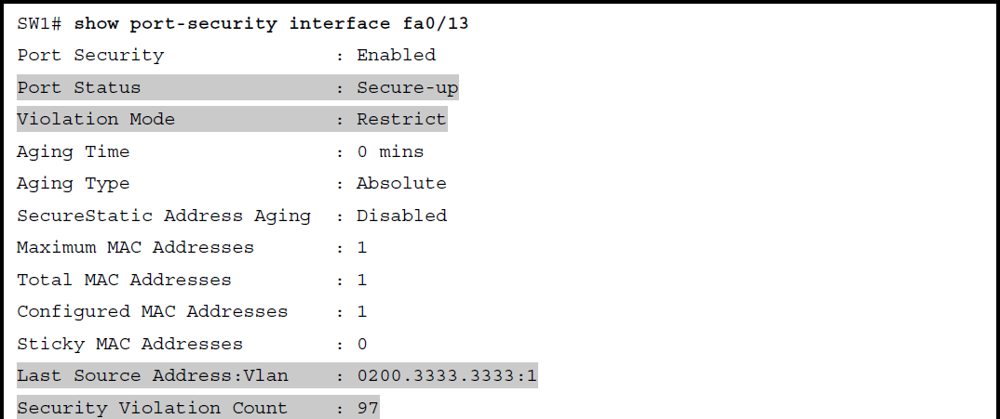 SW1# show port-security interface fa0/13
Port Security : Enabled
Port Status : Secure-up
Violation Mode : Restrict
Aging Time : 0 mins
Aging Type : Absolute
SecureStatic Address Aging : Disabled
Maximum MAC Addresses : 1
Total MAC Addresses : 1
Configured MAC Addresses : 1
Sticky MAC Addresses : 0
Last Source Address:Vlan : 0200.3333.3333:1
Security Violation Count : 97